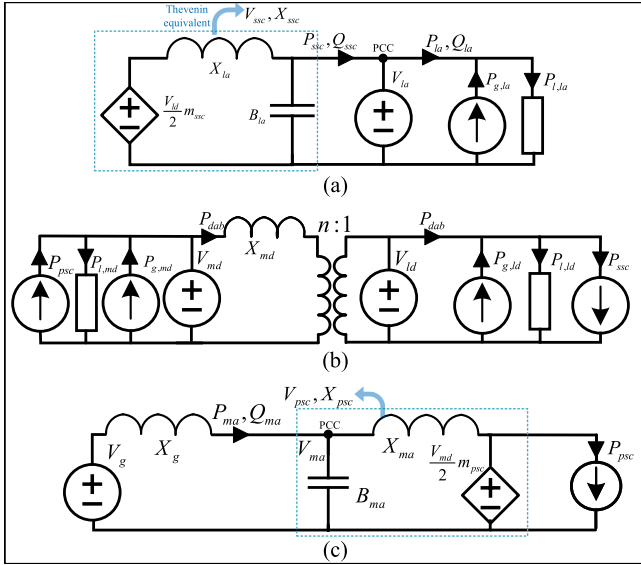 Thevenin equivalent
V_ssc, X_ssc
X_la
P_ssc, Q_ssc
PCC
P_la, Q_la
V_ld/2 m_ssc
B_la
V_la
P_g,la
P_l,la
(a)
P_dab
n:1
P_dab
P_psc
P_l,md
P_g,md
V_md
X_md
V_ld
P_g,ld
P_l,ld
P_ssc
(b)
V_psc, X_psc
P_ma, Q_ma
PCC
V_g
X_g
V_ma
X_ma
V_md/2 m_psc
P_psc
B_ma
(c)